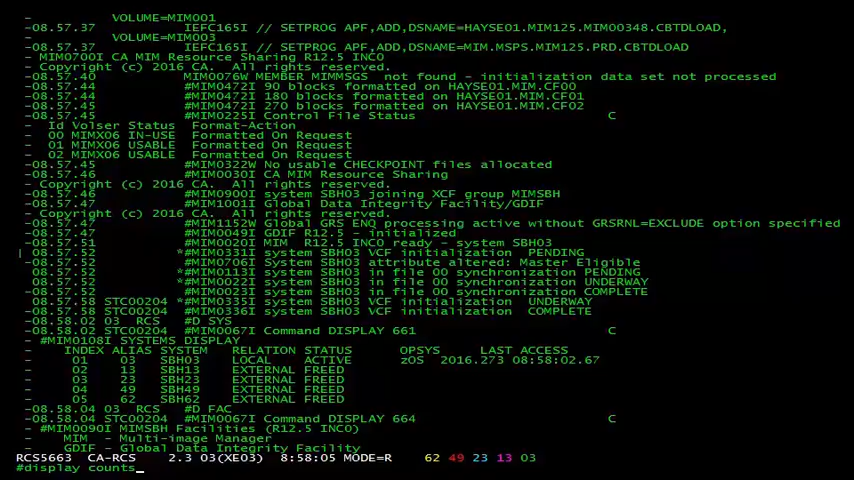 -           VOLUME=MIM001
-08.57.37            IEFC165I // SETPROG APF,ADD,DSNAME=HAYSE01.MIM125.MIM00348.CBTDLOAD,
-           VOLUME=MIM003
-08.57.37            IEFC165I // SETPROG APF,ADD,DSNAME=MIM.MSPS.MIM125.PRD.CBTDLOAD
- MIM0700I CA MIM Resource Sharing R12.5 INC0
- Copyright (c) 2016 CA.  All rights reserved.
-08.57.40            MIM0076W MEMBER MIMMSGS  not found - initialization data set not processed
-08.57.44            #MIM0472I 90 blocks formatted on HAYSE01.MIM.CF00
-08.57.44            #MIM0472I 180 blocks formatted on HAYSE01.MIM.CF01
-08.57.45            #MIM0472I 270 blocks formatted on HAYSE01.MIM.CF02
-08.57.45            #MIM0225I Control File Status                        C
-  Id Volser Status  Format-Action
-  00 MIMX06 IN-USE  Formatted On Request
-  01 MIMX06 USABLE  Formatted On Request
-  02 MIMX06 USABLE  Formatted On Request
-08.57.45            #MIM0322W No usable CHECKPOINT files allocated
-08.57.46            #MIM0030I CA MIM Resource Sharing
- Copyright (c) 2016 CA.  All rights reserved.
-08.57.46            #MIM0900I system SBH03 joining XCF group MIMSBH
-08.57.47            #MIM1001I Global Data Integrity Facility/GDIF
- Copyright (c) 2016 CA.  All rights reserved.
-08.57.47            #MIM1152W Global GRS ENQ processing active without GRSRNL=EXCLUDE option specified
-08.57.47            #MIM0049I GDIF R12.5 - initialized
-08.57.51            #MIM0020I MIM  R12.5 INC0 ready - system SBH03
| 08.57.52           *#MIM0331I system SBH03 VCF initialization  PENDING
-08.57.52            #MIM0706I system SBH03 attribute altered: Master Eligible
 08.57.52           *#MIM0113I system SBH03 in file 00 synchronization PENDING
 08.57.52           *#MIM0022I system SBH03 in file 00 synchronization UNDERWAY
 08.57.52           *#MIM0023I system SBH03 in file 00 synchronization COMPLETE
 08.57.58 STC00204  *#MIM0335I system SBH03 VCF initialization   UNDERWAY
 08.57.58 STC00204  *#MIM0336I system SBH03 VCF initialization   COMPLETE
-08.58.02 03  RCS    #D SYS
-08.58.02 STC00204   #MIM0067I Command DISPLAY 661                        C
- #MIM0108I SYSTEMS DISPLAY
-    INDEX ALIAS SYSTEM   RELATION STATUS       OPSYS     LAST ACCESS
-     01    03   SBH03    LOCAL    ACTIVE       zOS  2016.273 08:58:02.67
-     02    13   SBH13    EXTERNAL FREED
-     03    23   SBH23    EXTERNAL FREED
-     04    49   SBH49    EXTERNAL FREED
-     05    62   SBH62    EXTERNAL FREED
-08.58.04 03  RCS    #D FAC
-08.58.04 STC00204   #MIM0067I Command DISPLAY 664                        C
- #MIM0090I MIMSBH Facilities (R12.5 INC0)
-    MIM  - Multi-image Manager
-    GDIF - Global Data Integrity Facility
RCS5663  CA-RCS    2.3 03(XE03)  8:58:05 MODE=R    62 49 23 13 03
#display counts_